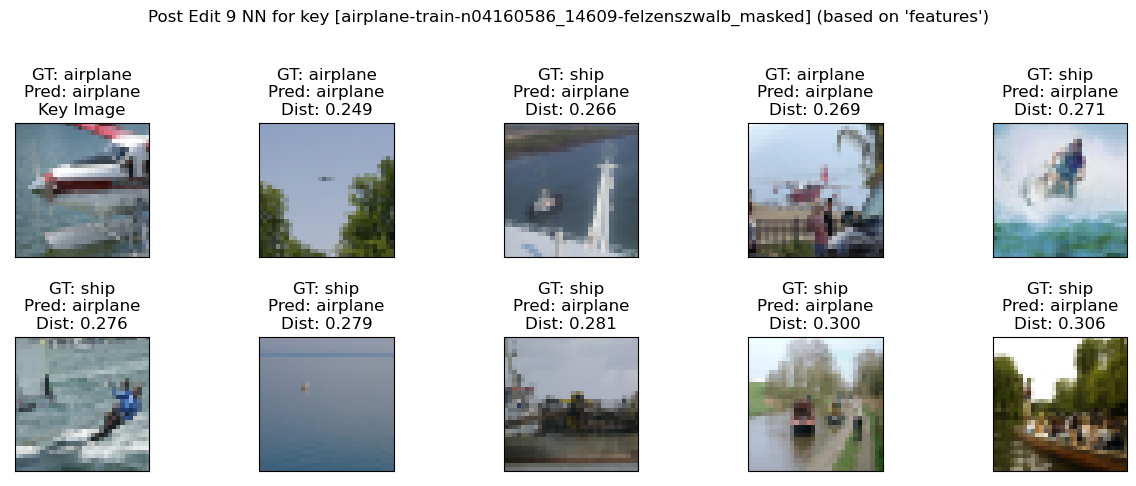 Post Edit 9 NN for key [airplane-train-n04160586_14609-felzenszwalb_masked] (based on 'features')
GT: airplane
Pred: airplane
Key Image
GT: airplane
Pred: airplane
Dist: 0.249
GT: ship
Pred: airplane
Dist: 0.266
GT: airplane
Pred: airplane
Dist: 0.269
GT: ship
Pred: airplane
Dist: 0.271
GT: ship
Pred: airplane
Dist: 0.276
GT: ship
Pred: airplane
Dist: 0.279
GT: ship
Pred: airplane
Dist: 0.281
GT: ship
Pred: airplane
Dist: 0.300
GT: ship
Pred: airplane
Dist: 0.306